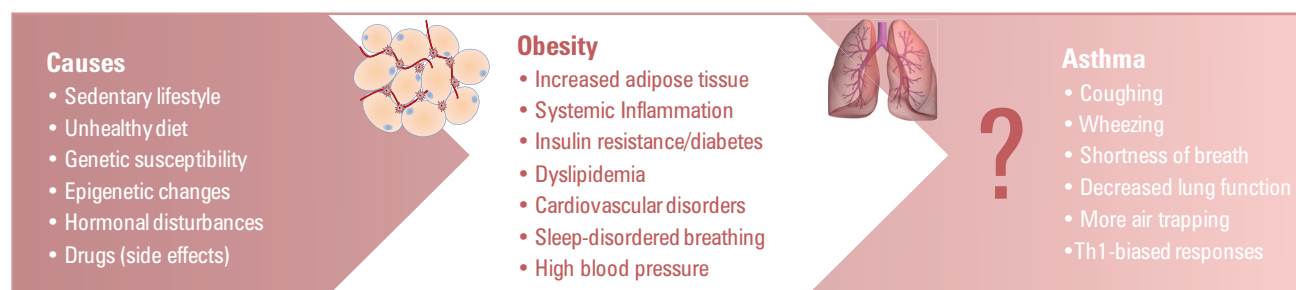 Causes
• Sedentary lifestyle
• Unhealthy diet
• Genetic susceptibility
• Epigenetic changes
• Hormonal disturbances
• Drugs (side effects)
Obesity
• Increased adipose tissue
• Systemic Inflammation
• Insulin resistance/diabetes
• Dyslipidemia
• Cardiovascular disorders
• Sleep-disordered breathing
• High blood pressure
?
Asthma
• Coughing
• Wheezing
• Shortness of breath
• Decreased lung function
• More air trapping
•Th1-biased responses